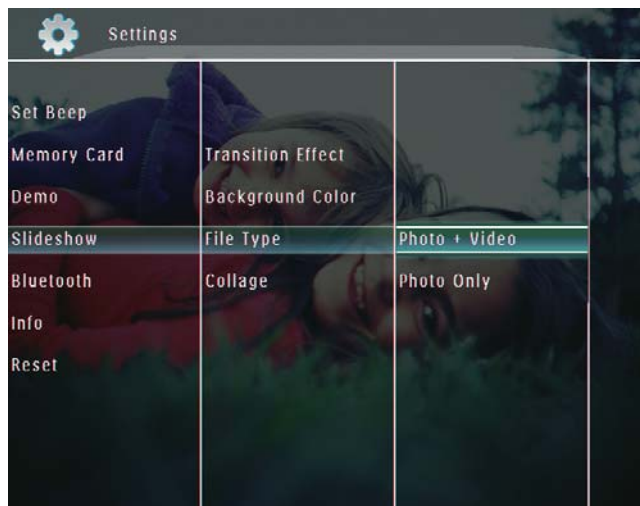 Settings
Set Beep
Memory Card
Demo
Slideshow
Bluetooth
Info
Reset
Transition Effect
Background Color
File Type
Collage
Photo + Video
Photo Only